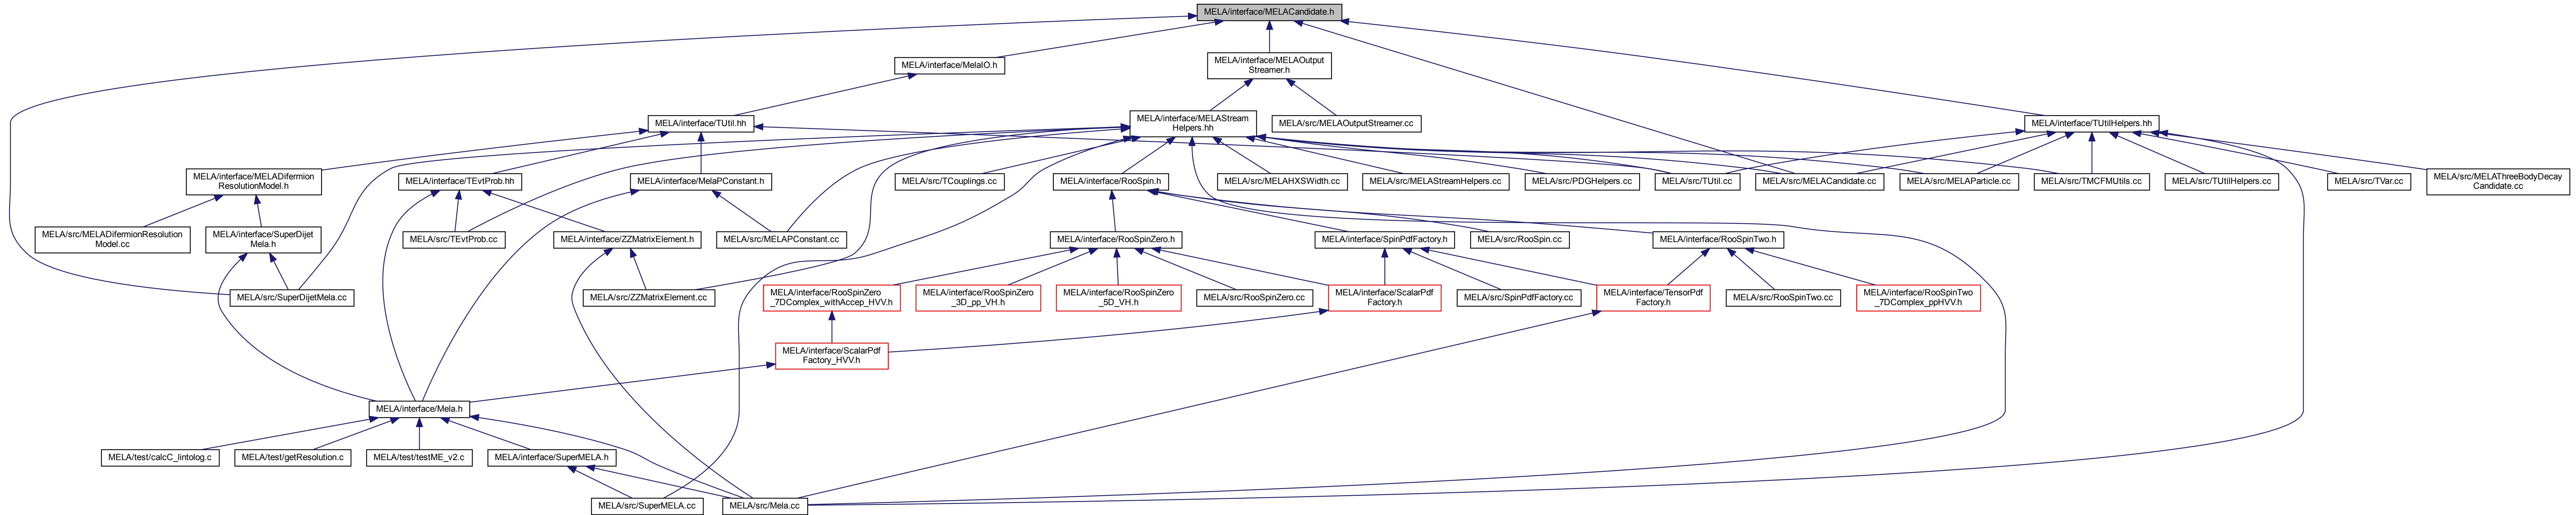 MELA/interface/MELACandidate.h
MELA/interface/MelaIO.h
MELA/interface/MELAOutput
Streamer.h
MELA/interface/TUtil.hh
MELA/interface/MELAStream
Helpers.hh
MELA/src/MELAOutputStreamer.cc
MELA/interface/TUtilHelpers.hh
MELA/interface/MELADifermion
ResolutionModel.h
MELA/interface/TEvtProb.hh
MELA/interface/MelaPConstant.h
MELA/src/TCouplings.cc
MELA/interface/RooSpin.h
MELA/src/MELAHXSWidth.cc
MELA/src/MELAStreamHelpers.cc
MELA/src/PDGHelpers.cc
MELA/src/TUtil.cc
MELA/src/MELACandidate.cc
MELA/src/MELAParticle.cc
MELA/src/TMCFMUtils.cc
MELA/src/TUtilHelpers.cc
MELA/src/TVar.cc
MELA/src/MELAThreeBodyDecay
Candidate.cc
MELA/src/MELADifermionResolution
Model.cc
MELA/interface/SuperDijet
Mela.h
MELA/src/TEvtProb.cc
MELA/interface/ZZMatrixElement.h
MELA/src/MELAPConstant.cc
MELA/interface/RooSpinZero.h
MELA/interface/SpinPdfFactory.h
MELA/src/RooSpin.cc
MELA/interface/RooSpinTwo.h
MELA/src/SuperDijetMela.cc
MELA/src/ZZMatrixElement.cc
MELA/interface/RooSpinZero
_7DComplex_withAccep_HVV.h
MELA/interface/RooSpinZero
_3D_pp_VH.h
MELA/interface/RooSpinZero
_5D_VH.h
MELA/src/RooSpinZero.cc
MELA/interface/ScalarPdf
Factory.h
MELA/src/SpinPdfFactory.cc
MELA/interface/TensorPdf
Factory.h
MELA/src/RooSpinTwo.cc
MELA/interface/RooSpinTwo
_7DComplex_ppHVV.h
MELA/interface/ScalarPdf
Factory_HVV.h
MELA/interface/Mela.h
MELA/test/calcC_lintolog.c
MELA/test/getResolution.c
MELA/test/testME_v2.c
MELA/interface/SuperMELA.h
MELA/src/SuperMELA.cc
MELA/src/Mela.cc